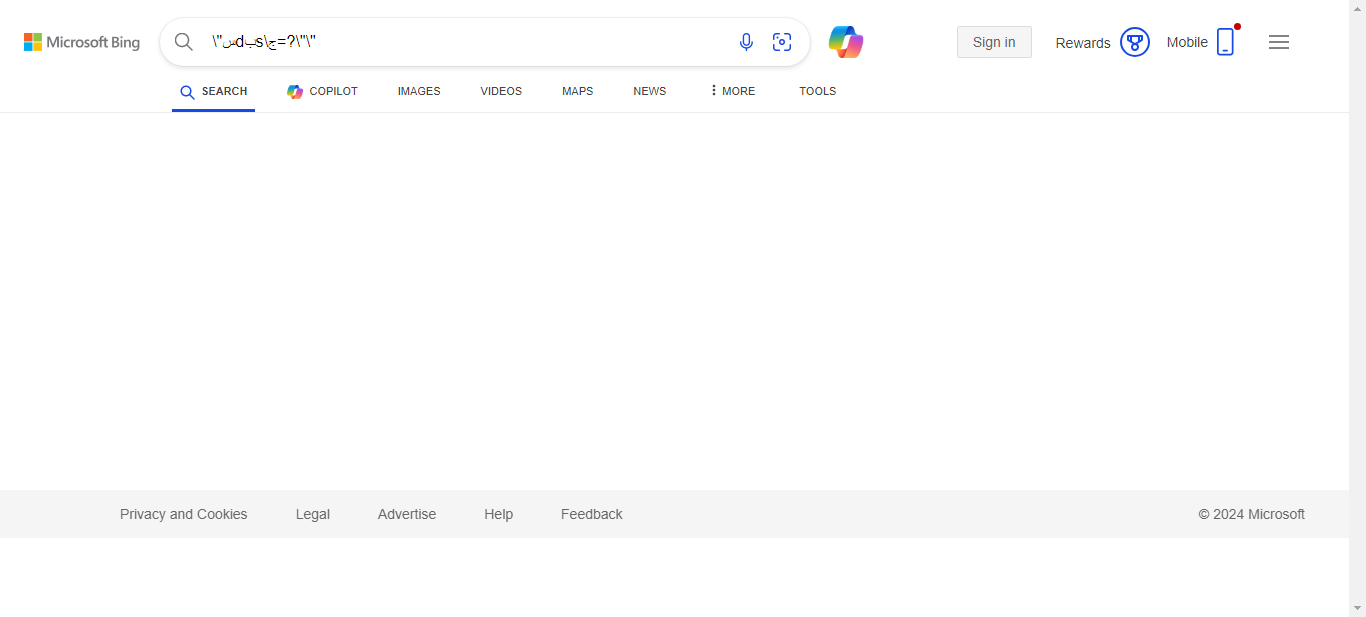 Microsoft Bing
\"سdبs\ج=?\"\"
Sign in
Rewards
Mobile
SEARCH
COPILOT
IMAGES
VIDEOS
MAPS
NEWS
MORE
TOOLS
Privacy and Cookies
Legal
Advertise
Help
Feedback
© 2024 Microsoft